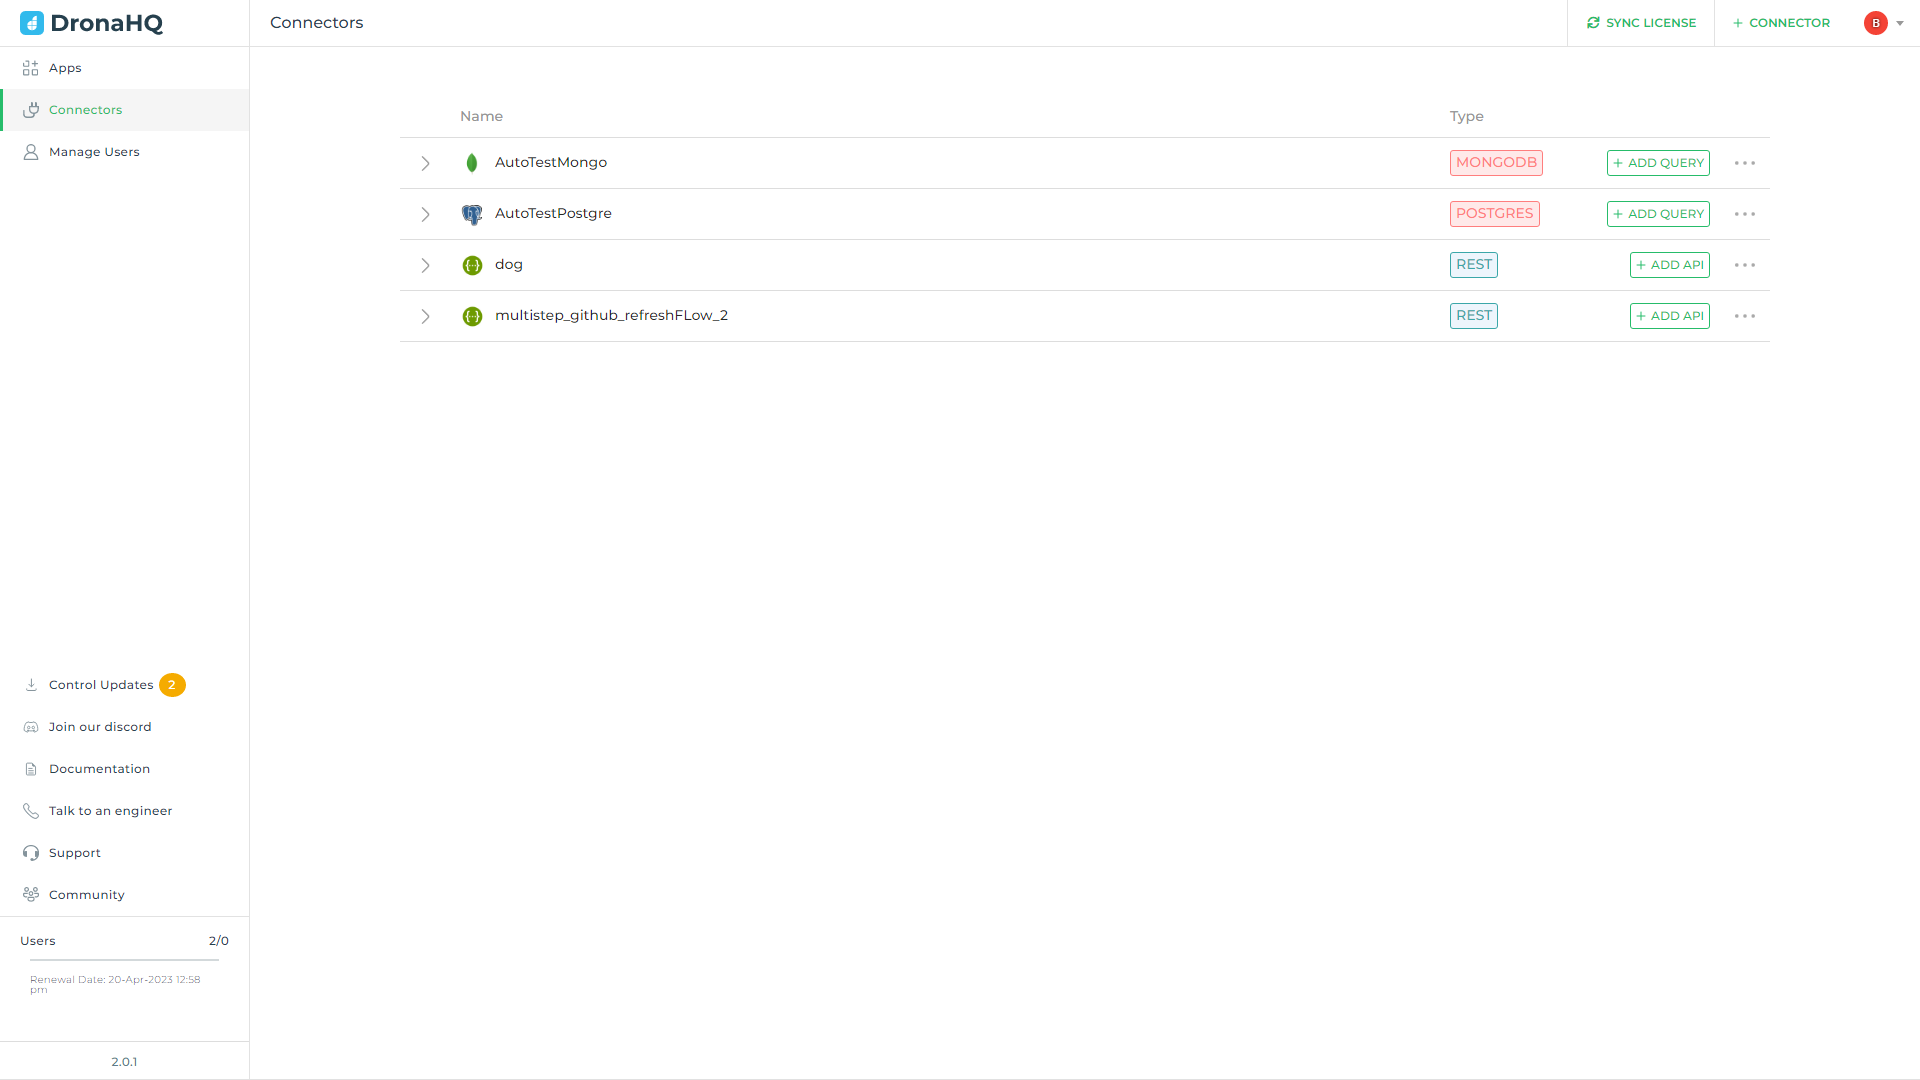 DronaHQ
Connectors
SYNC LICENSE
+ CONNECTOR
B
Apps
Connectors
Manage Users
Name
Type
AutoTestMongo
MONGODB
+ ADD QUERY
AutoTestPostgre
POSTGRES
+ ADD QUERY
dog
REST
+ ADD API
multistep_github_refreshFLow_2
REST
+ ADD API
Control Updates 2
Join our discord
Documentation
Talk to an engineer
Support
Community
Users 2/0
Renewal Date: 20-Apr-2023 12:58
pm
2.0.1